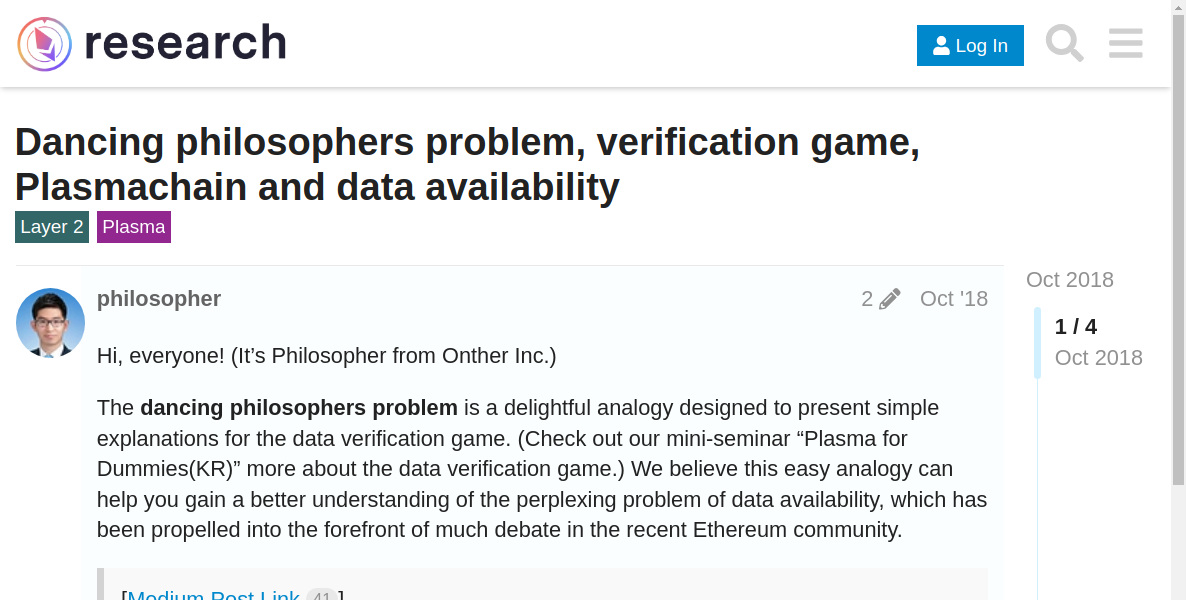 research
Log In
Dancing philosophers problem, verification game,
Plasmachain and data availability
Layer 2 Plasma
philosopher 2 Oct '18
Oct 2018
1 / 4
Oct 2018
Hi, everyone! (It’s Philosopher from Onther Inc.)
The dancing philosophers problem is a delightful analogy designed to present simple
explanations for the data verification game. (Check out our mini-seminar “Plasma for
Dummies(KR)” more about the data verification game.) We believe this easy analogy can
help you gain a better understanding of the perplexing problem of data availability, which has
been propelled into the forefront of much debate in the recent Ethereum community.
[Medium Post Link 41]